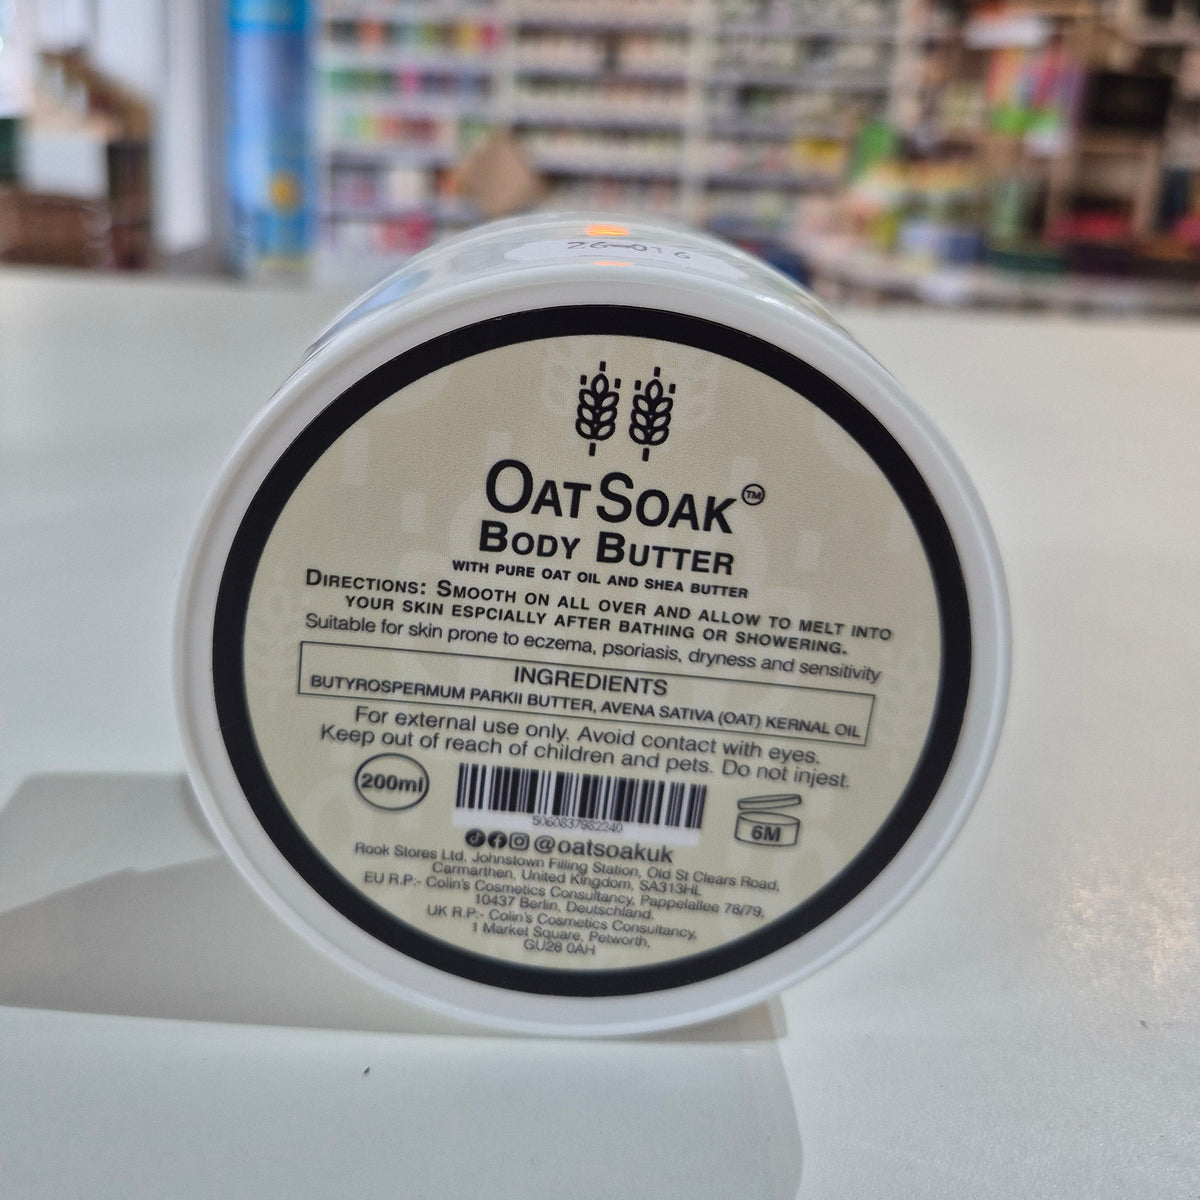 OATSOAK™
BODY BUTTER
WITH PURE OAT OIL AND SHEA BUTTER
DIRECTIONS: SMOOTH ON ALL OVER AND ALLOW TO MELT INTO
YOUR SKIN ESPCIALLY AFTER BATHING OR SHOWERING.
Suitable for skin prone to eczema, psoriasis, dryness and sensitivity
INGREDIENTS
BUTYROSPERMUM PARKII BUTTER, AVENA SATIVA (OAT) KERNAL OIL
For external use only. Avoid contact with eyes.
Keep out of reach of children and pets. Do not injest.
200ml
5060837982240
6M
@oatsoakuk
Rook Stores Ltd, Johnstown Filling Station, Old St Clears Road,
Carmarthen, United Kingdom, SA313HL
EU R.P:- Colin's Cosmetics Consultancy, Pappelallee 78/79,
10437 Berlin, Deutschland.
UK R.P:- Colin's Cosmetics Consultancy,
1 Market Square, Petworth,
GU28 0AH